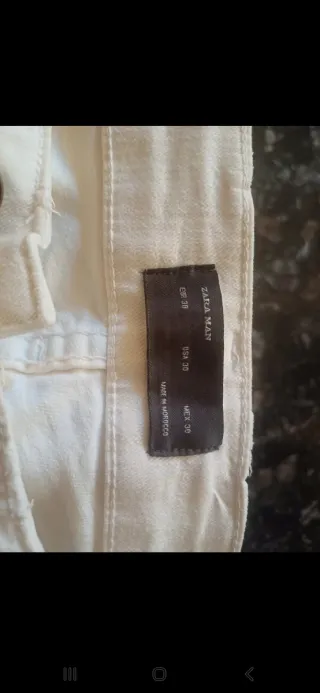 ZARA MAN
EUR 38 USA 30 MEX 30
MADE IN MOROCCO